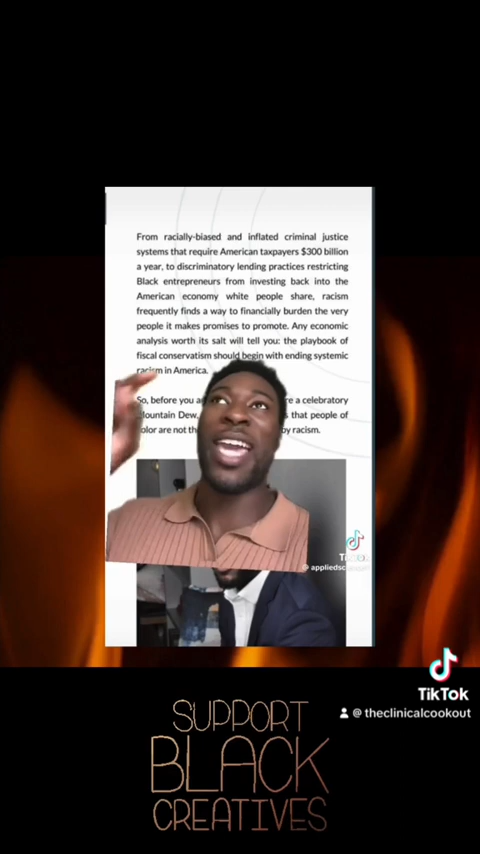 From racially-biased and inflated criminal justice
systems that require American taxpayers $300 billion
a year, to discriminatory lending practices restricting
Black entrepreneurs from investing back into the
American economy white people share, racism
frequently finds a way to financially burden the very
people it makes promises to promote. Any economic
analysis worth its salt will tell you: the playbook of
fiscal conservatism should begin with ending systemic
racism in America.
So, before you a re a celebratory
Mountain Dew, s that people of
color are not th by racism.
TikTok
@ theclinicalcookout
SUPPORT
BLACK
CREATIVES